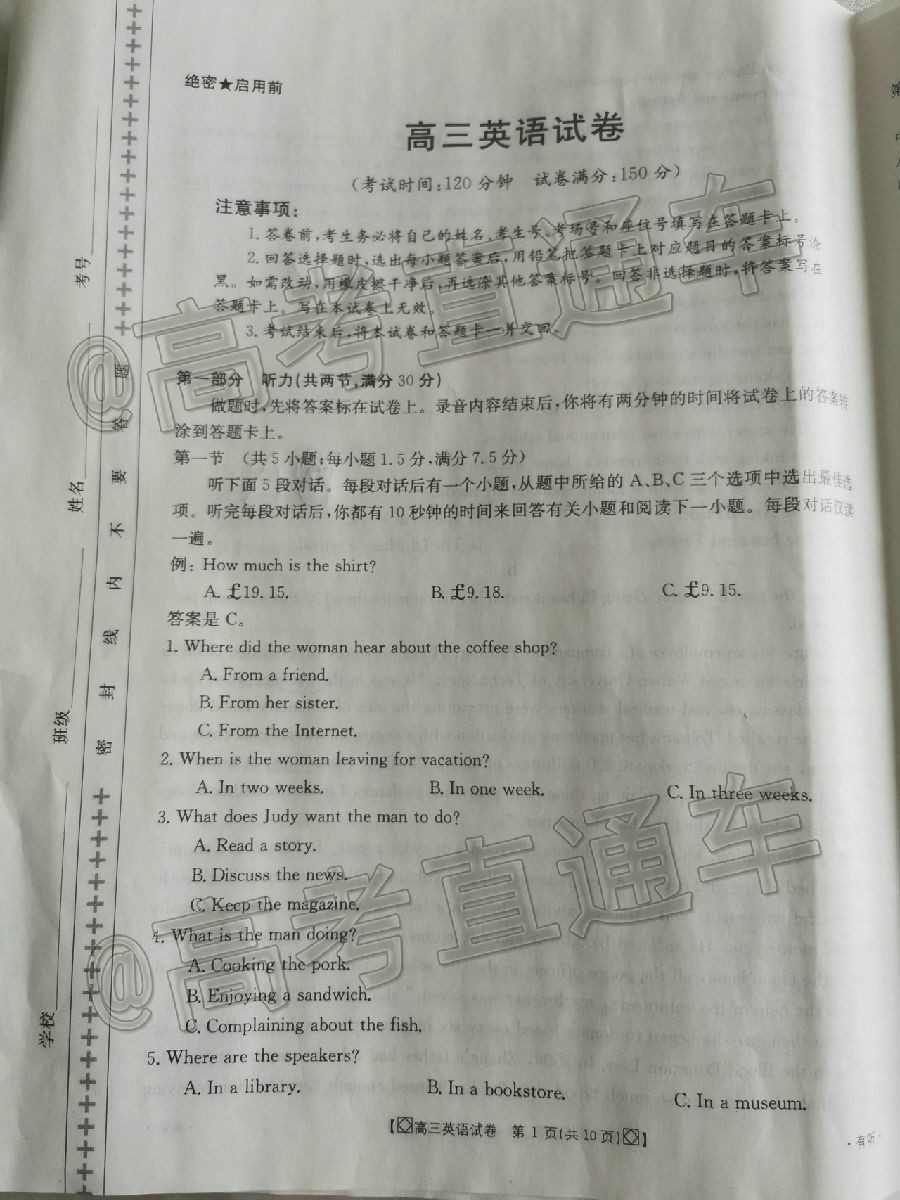 绝密★启用前
高三英语试卷
(考试时间:120分钟 试卷满分:150分)
注意事项:
1. 答卷前,考生务必将自己的姓名、考生号、考场号和座位号填写在答题卡上。
2. 回答选择题时,选出每小题答案后,用铅笔把答题卡上对应题目的答案标号涂
黑。如需改动,用橡皮擦干净后,再选涂其他答案标号。回答非选择题时,将答案写在
答题卡上。写在本试卷上无效。
3. 考试结束后,将本试卷和答题卡一并交回。
第一部分 听力(共两节,满分30分)
做题时,先将答案标在试卷上。录音内容结束后,你将有两分钟的时间将试卷上的答案转
涂到答题卡上。
第一节 (共5小题;每小题1.5分,满分7.5分)
听下面5段对话。每段对话后有一个小题,从题中所给的A、B、C三个选项中选出最佳选
项。听完每段对话后,你都有10秒钟的时间来回答有关小题和阅读下一小题。每段对话仅读
一遍。
例: How much is the shirt?
A. £19.15. B. £9.18. C. £9.15.
答案是C。
1. Where did the woman hear about the coffee shop?
A. From a friend.
B. From her sister.
C. From the Internet.
2. When is the woman leaving for vacation?
A. In two weeks. B. In one week. C. In three weeks.
3. What does Judy want the man to do?
A. Read a story.
B. Discuss the news.
C. Keep the magazine.
4. What is the man doing?
A. Cooking the pork.
B. Enjoying a sandwich.
C. Complaining about the fish.
5. Where are the speakers?
A. In a library. B. In a bookstore. C. In a museum.
【高三英语试卷 第1页(共10页)】
·有听·
学校
班级
姓名
考号
密封线内不要答题
@高考直通车
@高考直通车